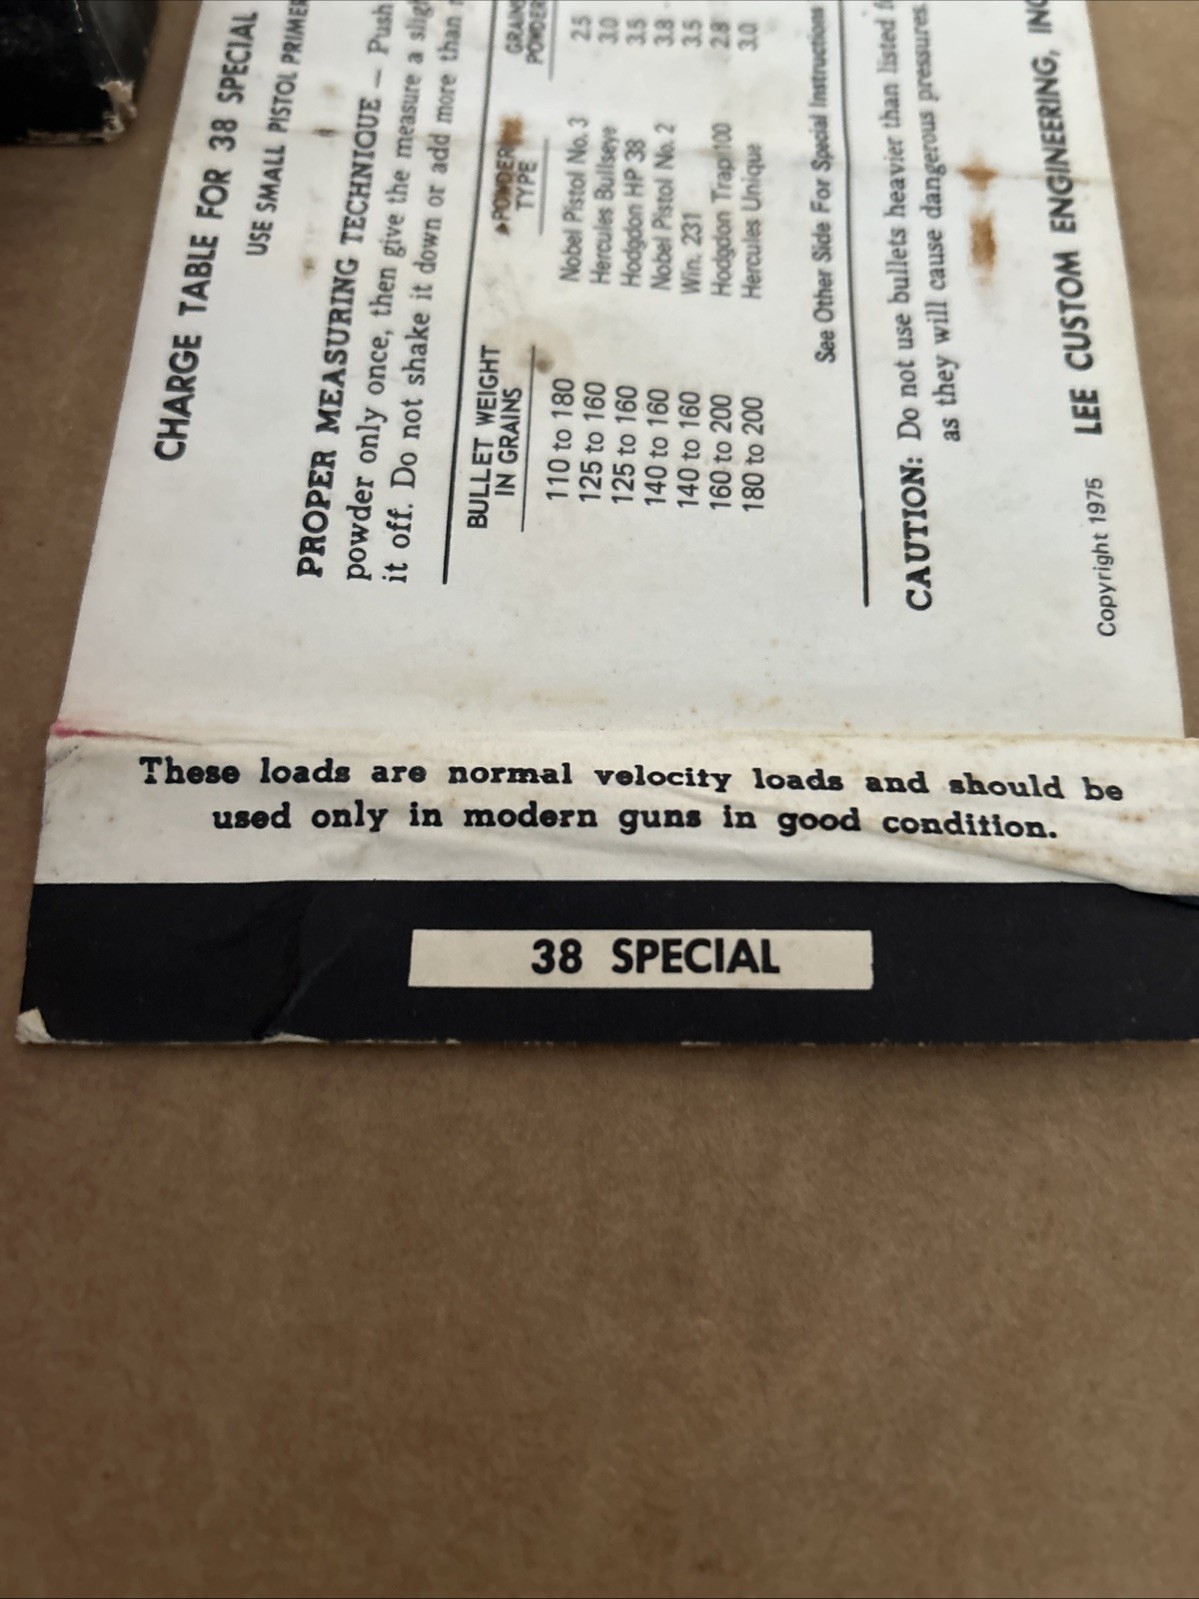 CHARGE TABLE FOR 38 SPECIAL
USE SMALL PISTOL PRIMER
PROPER MEASURING TECHNIQUE – Push
powder only once, then give the measure a
it off. Do not shake it down or add more than
BULLET WEIGHT IN GRAINS POWDER TYPE GRAINS POWDER
110 to 180 Nobel Pistol No. 3 2.5
125 to 160 Hercules Bullseye 3.0
125 to 160 Hodgdon HP 38 3.5
140 to 160 Nobel Pistol No. 2 3.8
140 to 160 Win. 231 3.5
160 to 200 Hodgdon Trap 100 2.8
180 to 200 Hercules Unique 3.0
See Other Side For Special Instructions
CAUTION: Do not use bullets heavier than listed
as they will cause dangerous pressures.
Copyright 1975 LEE CUSTOM ENGINEERING, INC
These loads are normal velocity loads and should be
used only in modern guns in good condition.
38 SPECIAL